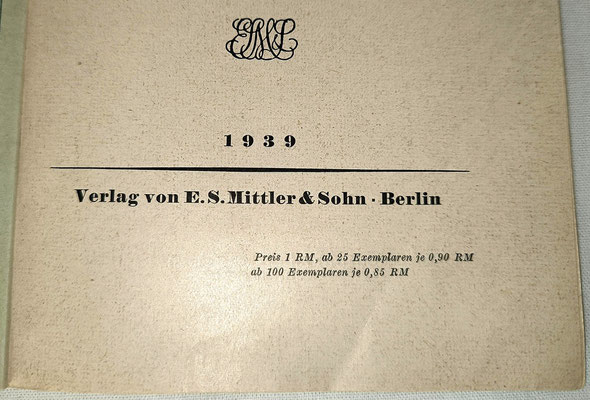 1939
Verlag von E. S. Mittler & Sohn · Berlin
Preis 1 RM, ab 25 Exemplaren je 0,90 RM
ab 100 Exemplaren je 0,85 RM